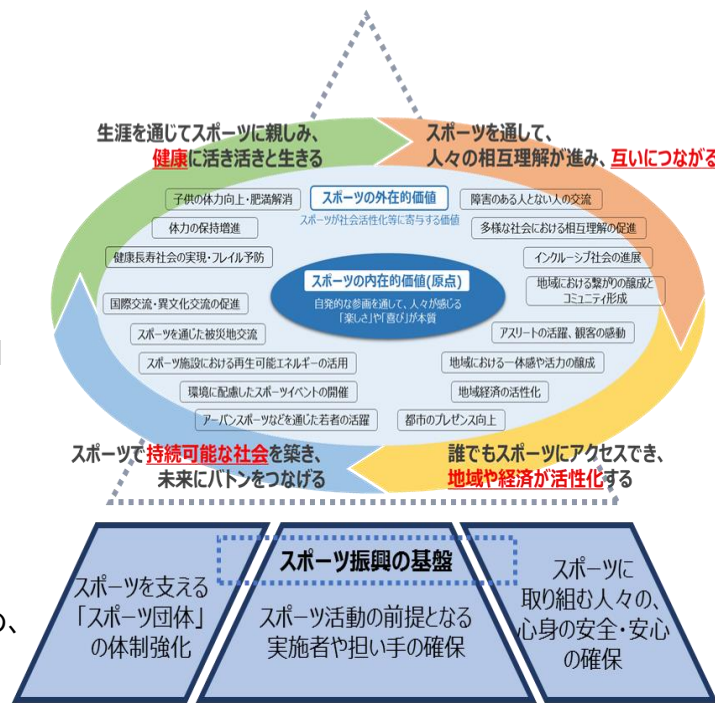 生涯を通じてスポーツに親しみ、
健康に活き活きと生きる
スポーツを通して、
人々の相互理解が進み、互いにつながる
子供の体力向上・肥満解消
スポーツの外在的価値
障害のある人とない人の交流
体力の保持増進
スポーツが社会活性化等に寄与する価値
多様な社会における相互理解の促進
健康長寿社会の実現・フレイル予防
インクルーシブ社会の進展
スポーツの内在的価値(原点)
地域における繋がりの醸成と
コミュニティ形成
国際交流・異文化交流の促進
自発的な参画を通して、人々が感じる
「楽しさ」や「喜び」が本質
スポーツを通じた被災地交流
アスリートの活躍、観客の感動
スポーツ施設における再生可能エネルギーの活用
地域における一体感や活力の醸成
環境に配慮したスポーツイベントの開催
地域経済の活性化
アーバンスポーツなどを通じた若者の活躍
都市のプレゼンス向上
スポーツで持続可能な社会を築き、
未来にバトンをつなげる
誰でもスポーツにアクセスでき、
地域や経済が活性化する
スポーツ振興の基盤
スポーツを支える
「スポーツ団体」
の体制強化
スポーツ活動の前提となる
実施者や担い手の確保
スポーツに
取り組む人々の、
心身の安全・安心
の確保